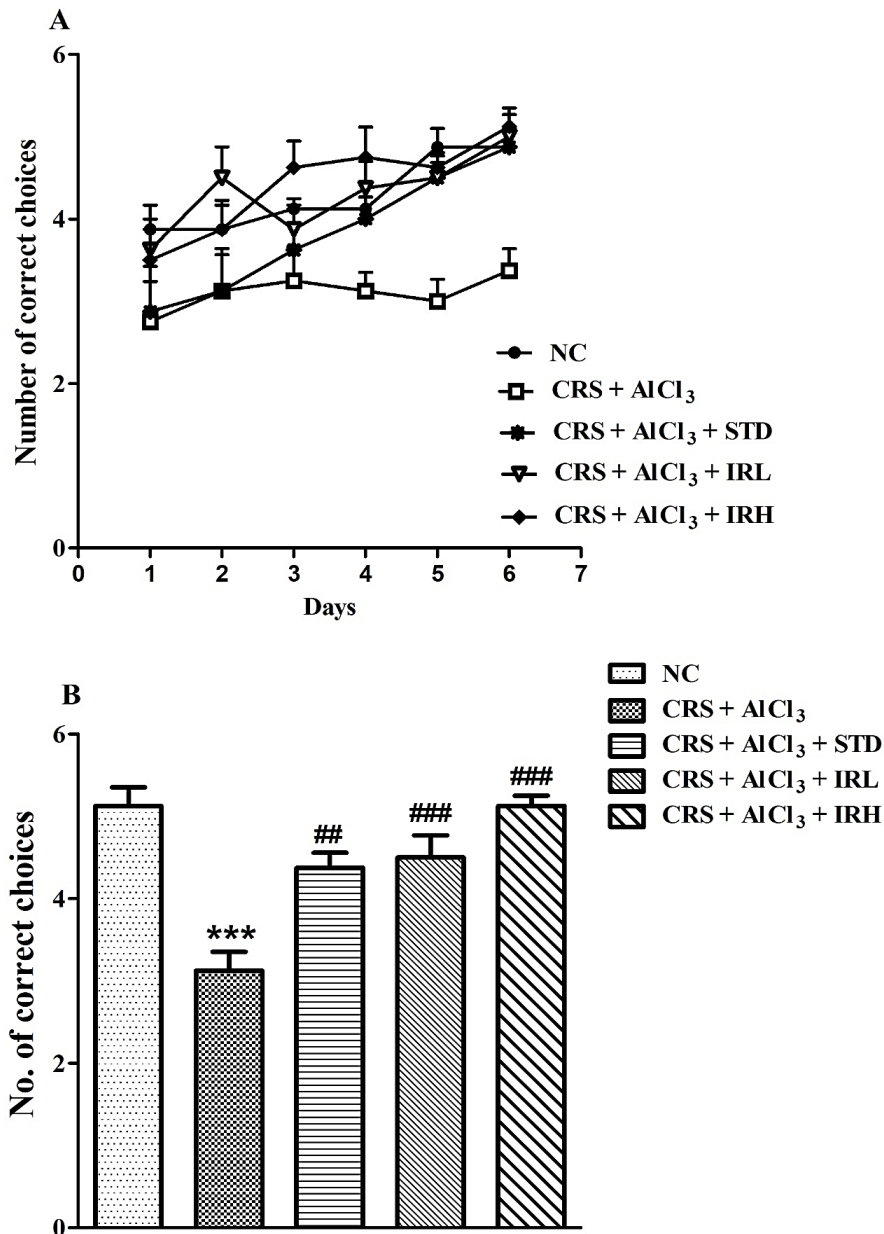 A
Number of correct choices
6
4
2
0
0 1 2 3 4 5 6 7
Days
NC
CRS + AlCl3
CRS + AlCl3 + STD
CRS + AlCl3 + IRL
CRS + AlCl3 + IRH
B
No. of correct choices
6
4
2
0
***
##
###
###
NC
CRS + AlCl3
CRS + AlCl3 + STD
CRS + AlCl3 + IRL
CRS + AlCl3 + IRH